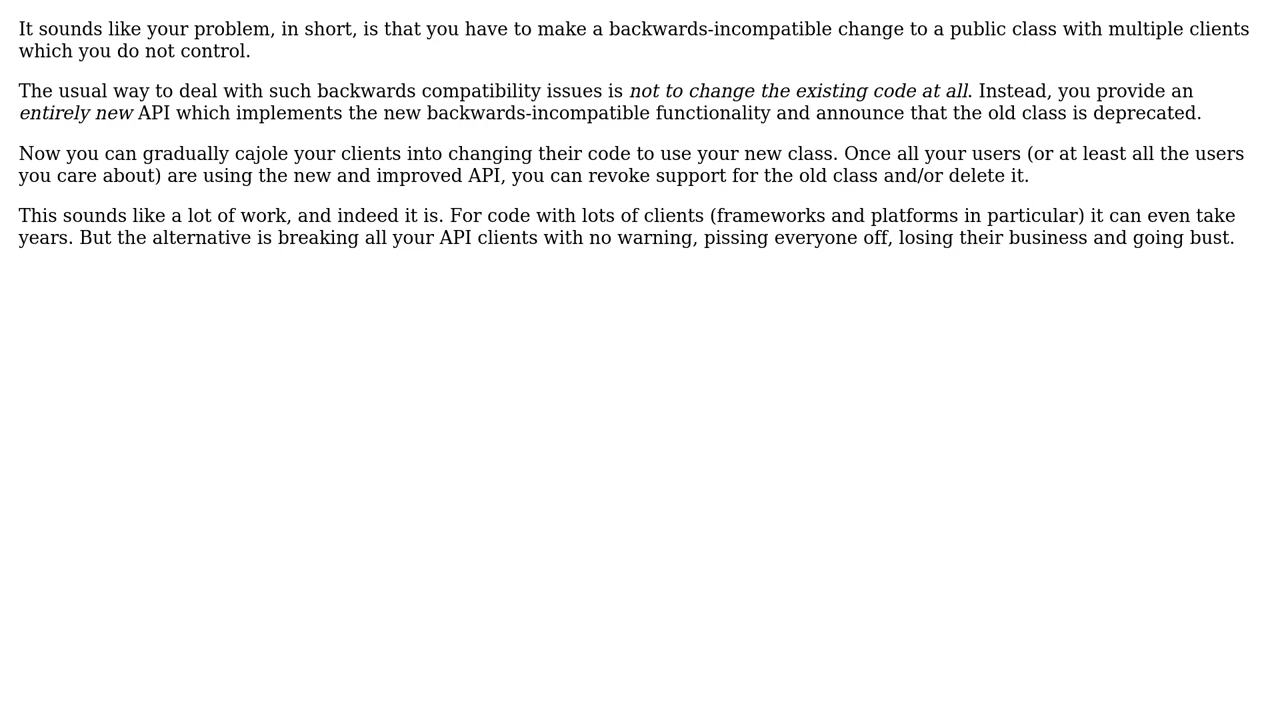 It sounds like your problem, in short, is that you have to make a backwards-incompatible change to a public class with multiple clients
which you do not control.
The usual way to deal with such backwards compatibility issues is not to change the existing code at all. Instead, you provide an
entirely new API which implements the new backwards-incompatible functionality and announce that the old class is deprecated.
Now you can gradually cajole your clients into changing their code to use your new class. Once all your users (or at least all the users
you care about) are using the new and improved API, you can revoke support for the old class and/or delete it.
This sounds like a lot of work, and indeed it is. For code with lots of clients (frameworks and platforms in particular) it can even take
years. But the alternative is breaking all your API clients with no warning, pissing everyone off, losing their business and going bust.